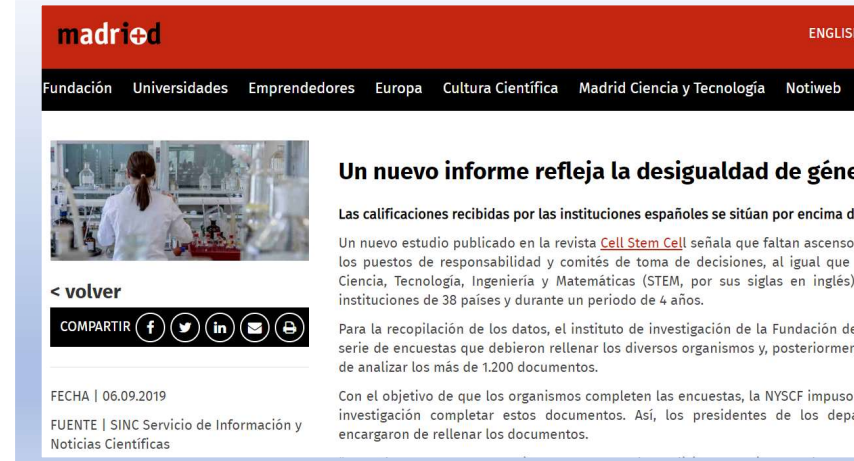 madri+d
ENGLIS
Fundación Universidades Emprendedores Europa Cultura Científica Madrid Ciencia y Tecnología Notiweb
Un nuevo informe refleja la desigualdad de géne
Las calificaciones recibidas por las instituciones españoles se sitúan por encima d
Un nuevo estudio publicado en la revista Cell Stem Cell señala que faltan ascenso
los puestos de responsabilidad y comités de toma de decisiones, al igual que
Ciencia, Tecnología, Ingeniería y Matemáticas (STEM, por sus siglas en inglés)
instituciones de 38 países y durante un periodo de 4 años.
Para la recopilación de los datos, el instituto de investigación de la Fundación de
serie de encuestas que debieron rellenar los diversos organismos y, posteriormen
de analizar los más de 1.200 documentos.
Con el objetivo de que los organismos completen las encuestas, la NYSCF impuso
investigación completar estos documentos. Así, los presidentes de los depa
encargaron de rellenar los documentos.
< volver
COMPARTIR
FECHA | 06.09.2019
FUENTE | SINC Servicio de Información y
Noticias Científicas